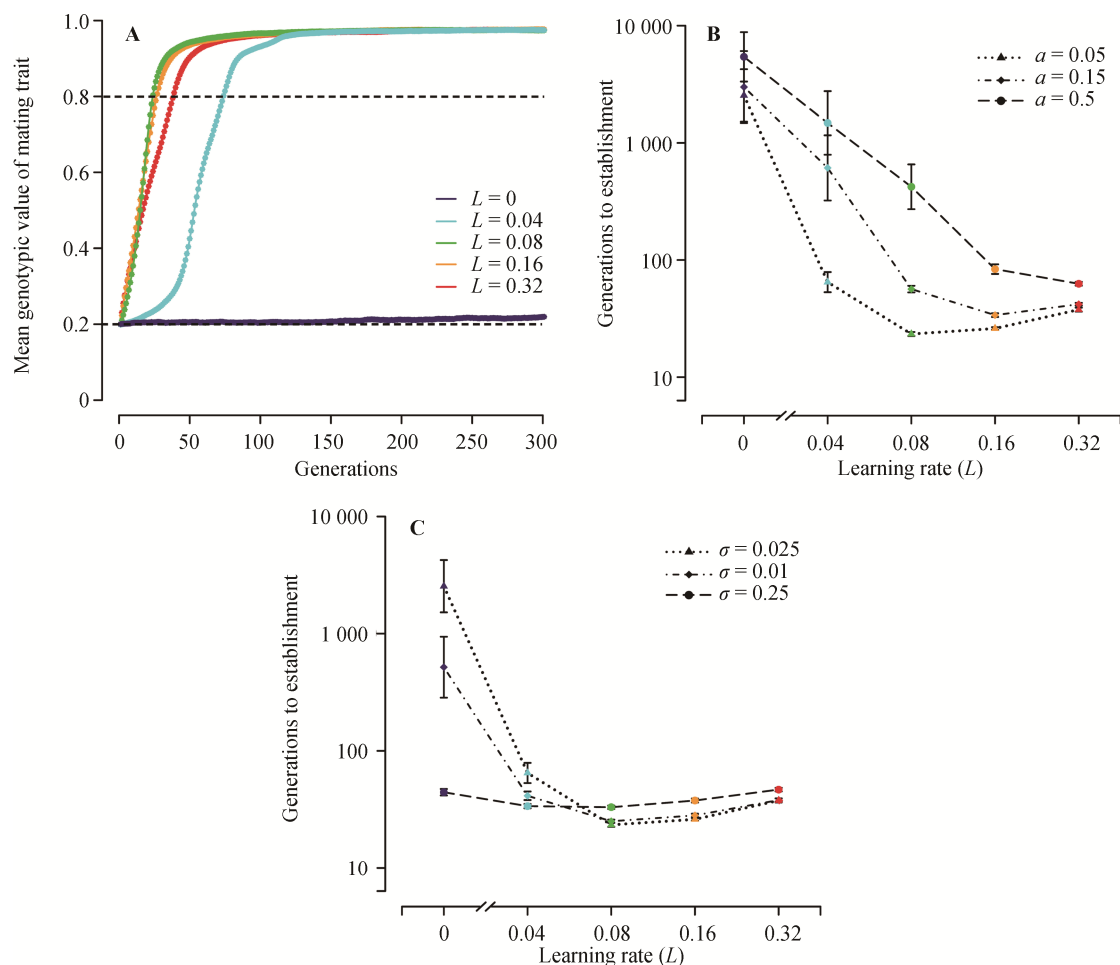 A
Mean genotypic value of mating trait
1.0
0.8
0.6
0.4
0.2
0
L = 0
L = 0.04
L = 0.08
L = 0.16
L = 0.32
0 50 100 150 200 250 300
Generations
B
Generations to establishment
10 000
1 000
100
10
a = 0.05
a = 0.15
a = 0.5
0 0.04 0.08 0.16 0.32
Learning rate (L)
C
Generations to establishment
10 000
1 000
100
10
σ = 0.025
σ = 0.01
σ = 0.25
0 0.04 0.08 0.16 0.32
Learning rate (L)